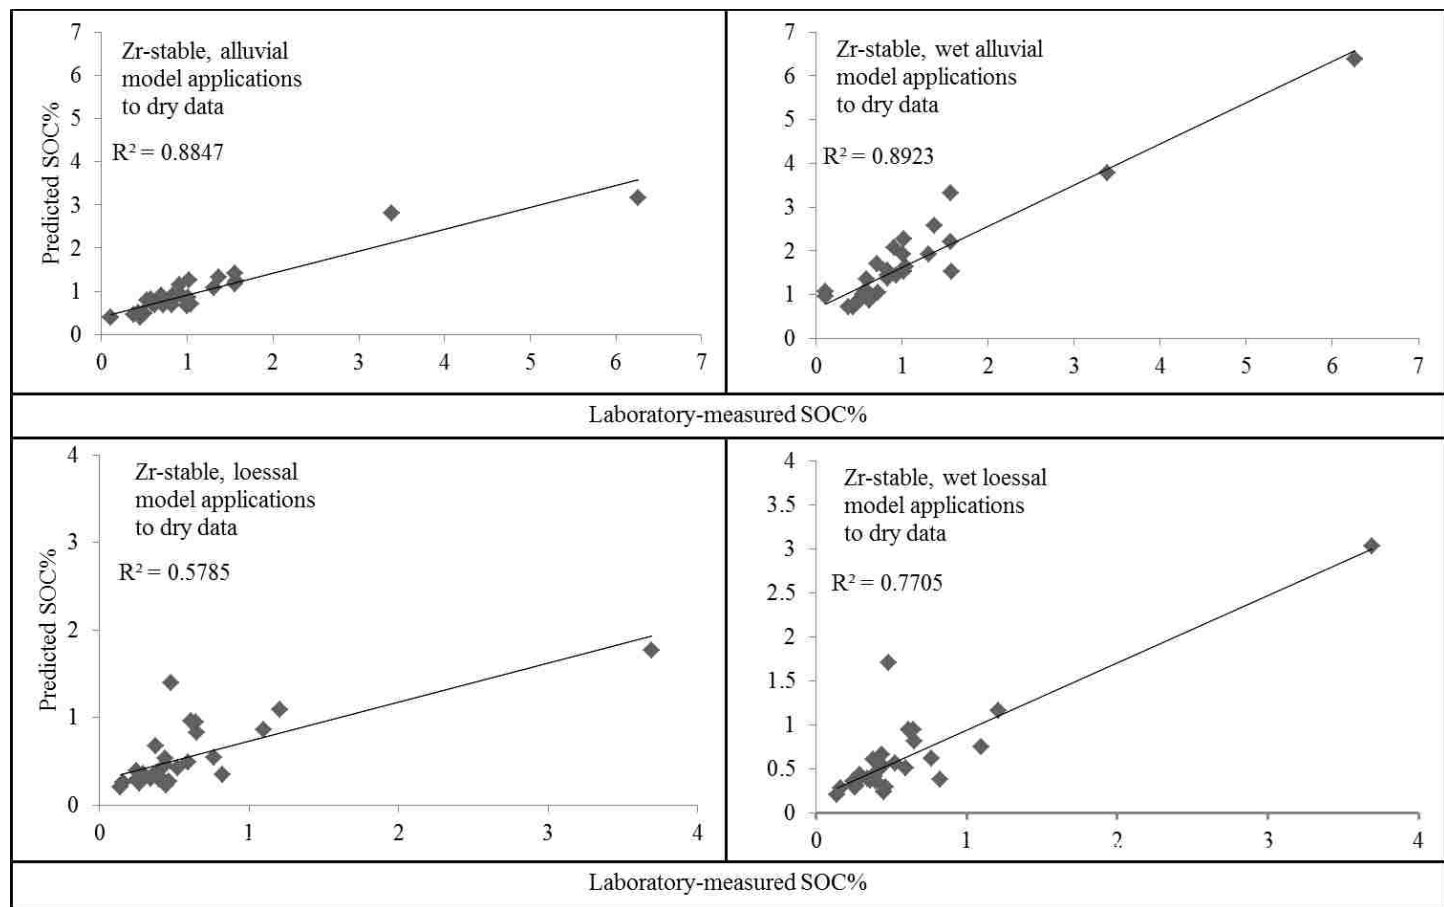 Zr-stable, alluvial
model applications
to dry data
R² = 0.8847
Predicted SOC%
7
6
5
4
3
2
1
0
0 1 2 3 4 5 6 7
Zr-stable, wet alluvial
model applications
to dry data
R² = 0.8923
7
6
5
4
3
2
1
0
0 1 2 3 4 5 6 7
Laboratory-measured SOC%
Zr-stable, loessal
model applications
to dry data
R² = 0.5785
Predicted SOC%
4
3
2
1
0
0 1 2 3 4
Zr-stable, wet loessal
model applications
to dry data
R² = 0.7705
4
3.5
3
2.5
2
1.5
1
0.5
0
0 1 2 3 4
Laboratory-measured SOC%